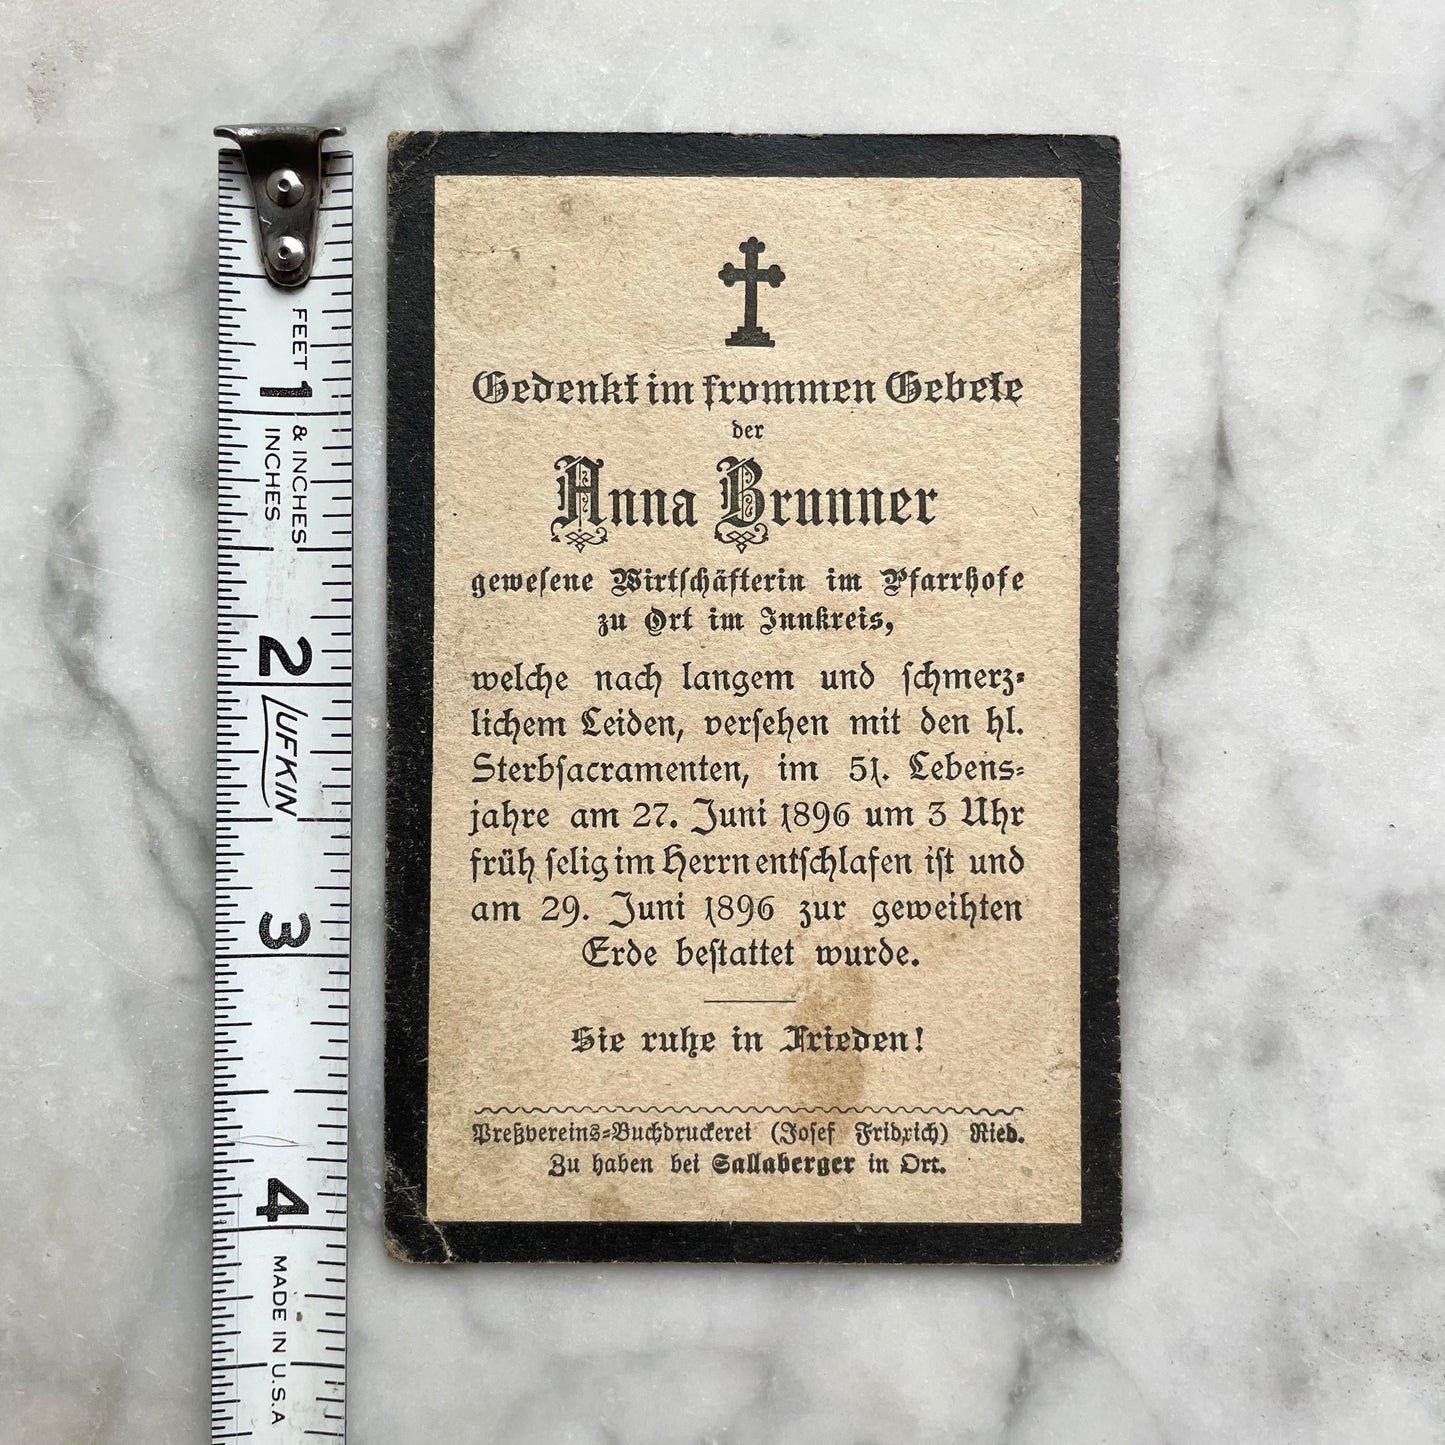 Gedenkt im frommen Gebete
der
Anna Brunner
geweſene Wirtſchäfterin im Pfarrhofe
zu Ort im Innkreis,
welche nach langem und ſchmerz-
lichem Leiden, verſehen mit den hl.
Sterbſacramenten, im 51. Lebens-
jahre am 27. Juni 1896 um 3 Uhr
früh ſelig im Herrn entſchlafen iſt und
am 29. Juni 1896 zur geweihten
Erde beſtattet wurde.
Sie ruhe in Frieden!
Preßvereins-Buchdruckerei (Joſef Fridrich) Ried.
Zu haben bei Sallaberger in Ort.
FEET
& INCHES
INCHES
1
2
LUFKIN
3
4
MADE IN U.S.A